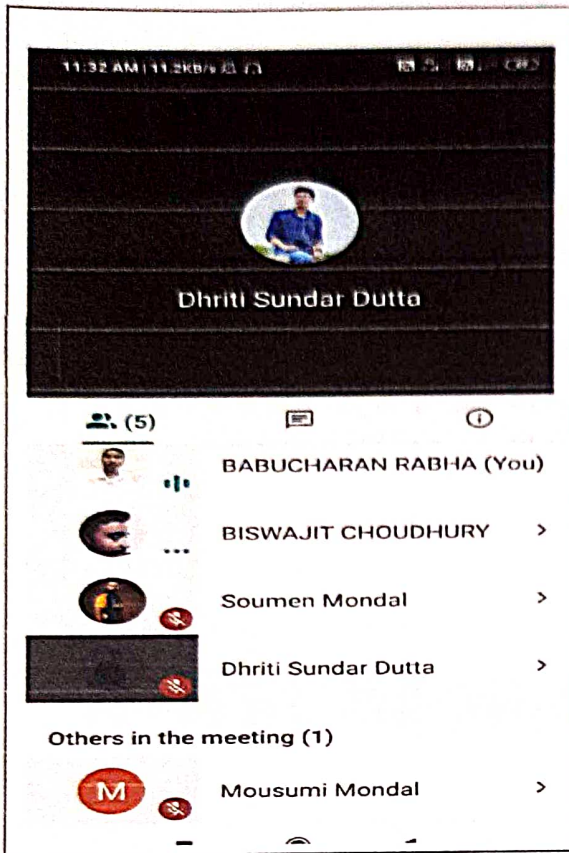 11:32 AM | 11.2KB/s
Dhriti Sundar Dutta
(5)
BABUCHARAN RABHA (You)
BISWAJIT CHOUDHURY
Soumen Mondal
Dhriti Sundar Dutta
Others in the meeting (1)
M
Mousumi Mondal